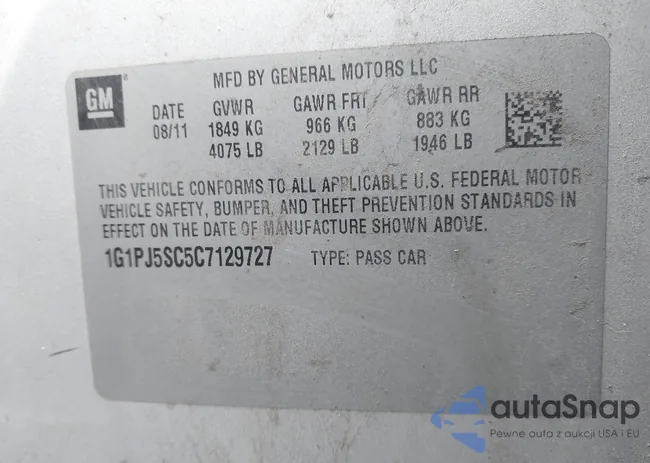 GM
MFD BY GENERAL MOTORS LLC
DATE GVWR GAWR FRT GAWR RR
08/11 1849 KG 966 KG 883 KG
4075 LB 2129 LB 1946 LB
THIS VEHICLE CONFORMS TO ALL APPLICABLE U.S. FEDERAL MOTOR
VEHICLE SAFETY, BUMPER, AND THEFT PREVENTION STANDARDS IN
EFFECT ON THE DATE OF MANUFACTURE SHOWN ABOVE.
1G1PJ5SC5C7129727 TYPE: PASS CAR
autaSnap
Pewne auta z aukcji USA i EU